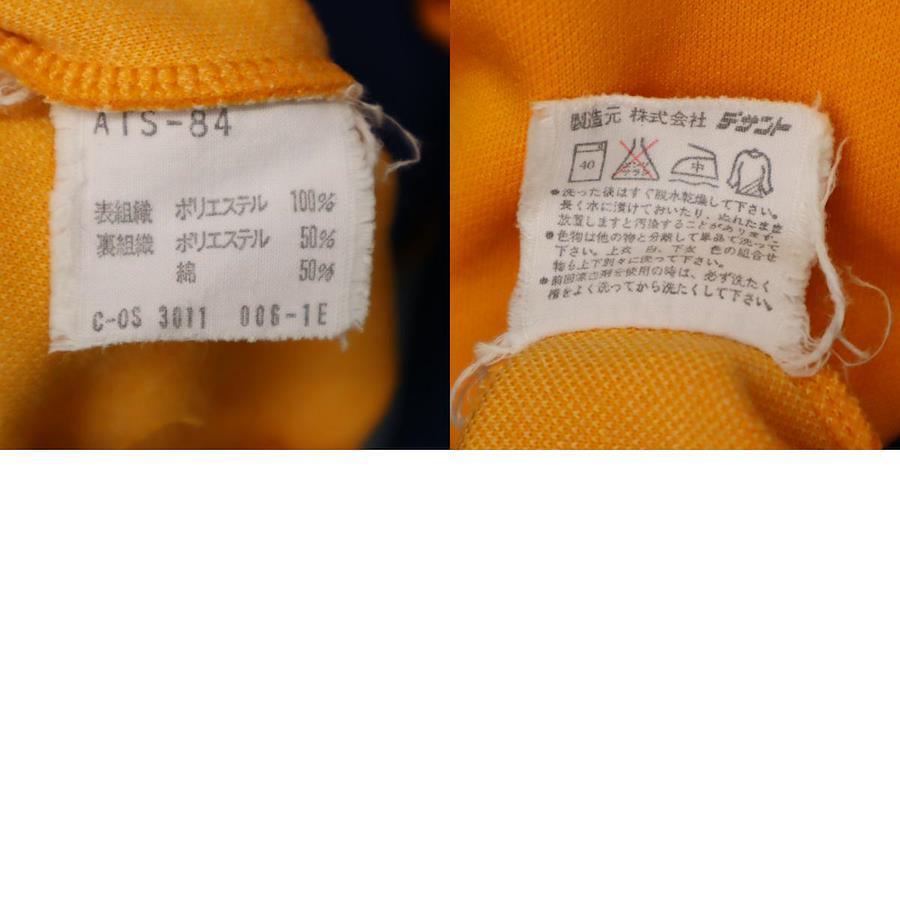 ATS-84
表組織 ポリエステル 100%
裏組織 ポリエステル 50%
綿 50%
C-OS 3011 006-1E
製造元 株式会社 デサント
40 中
●洗った後はすぐ脱水乾燥して下さい。
長く水に漬けておいたり、ぬれたまま
放置しますと汚染することがあります。
●色物は他の物と分離して単品で洗って
下さい。上衣 白、下衣 色の組合せ
物も上下別々に洗って下さい。
を使用の時は、必ず洗たく
槽をよく洗ってから洗たくして下さい。